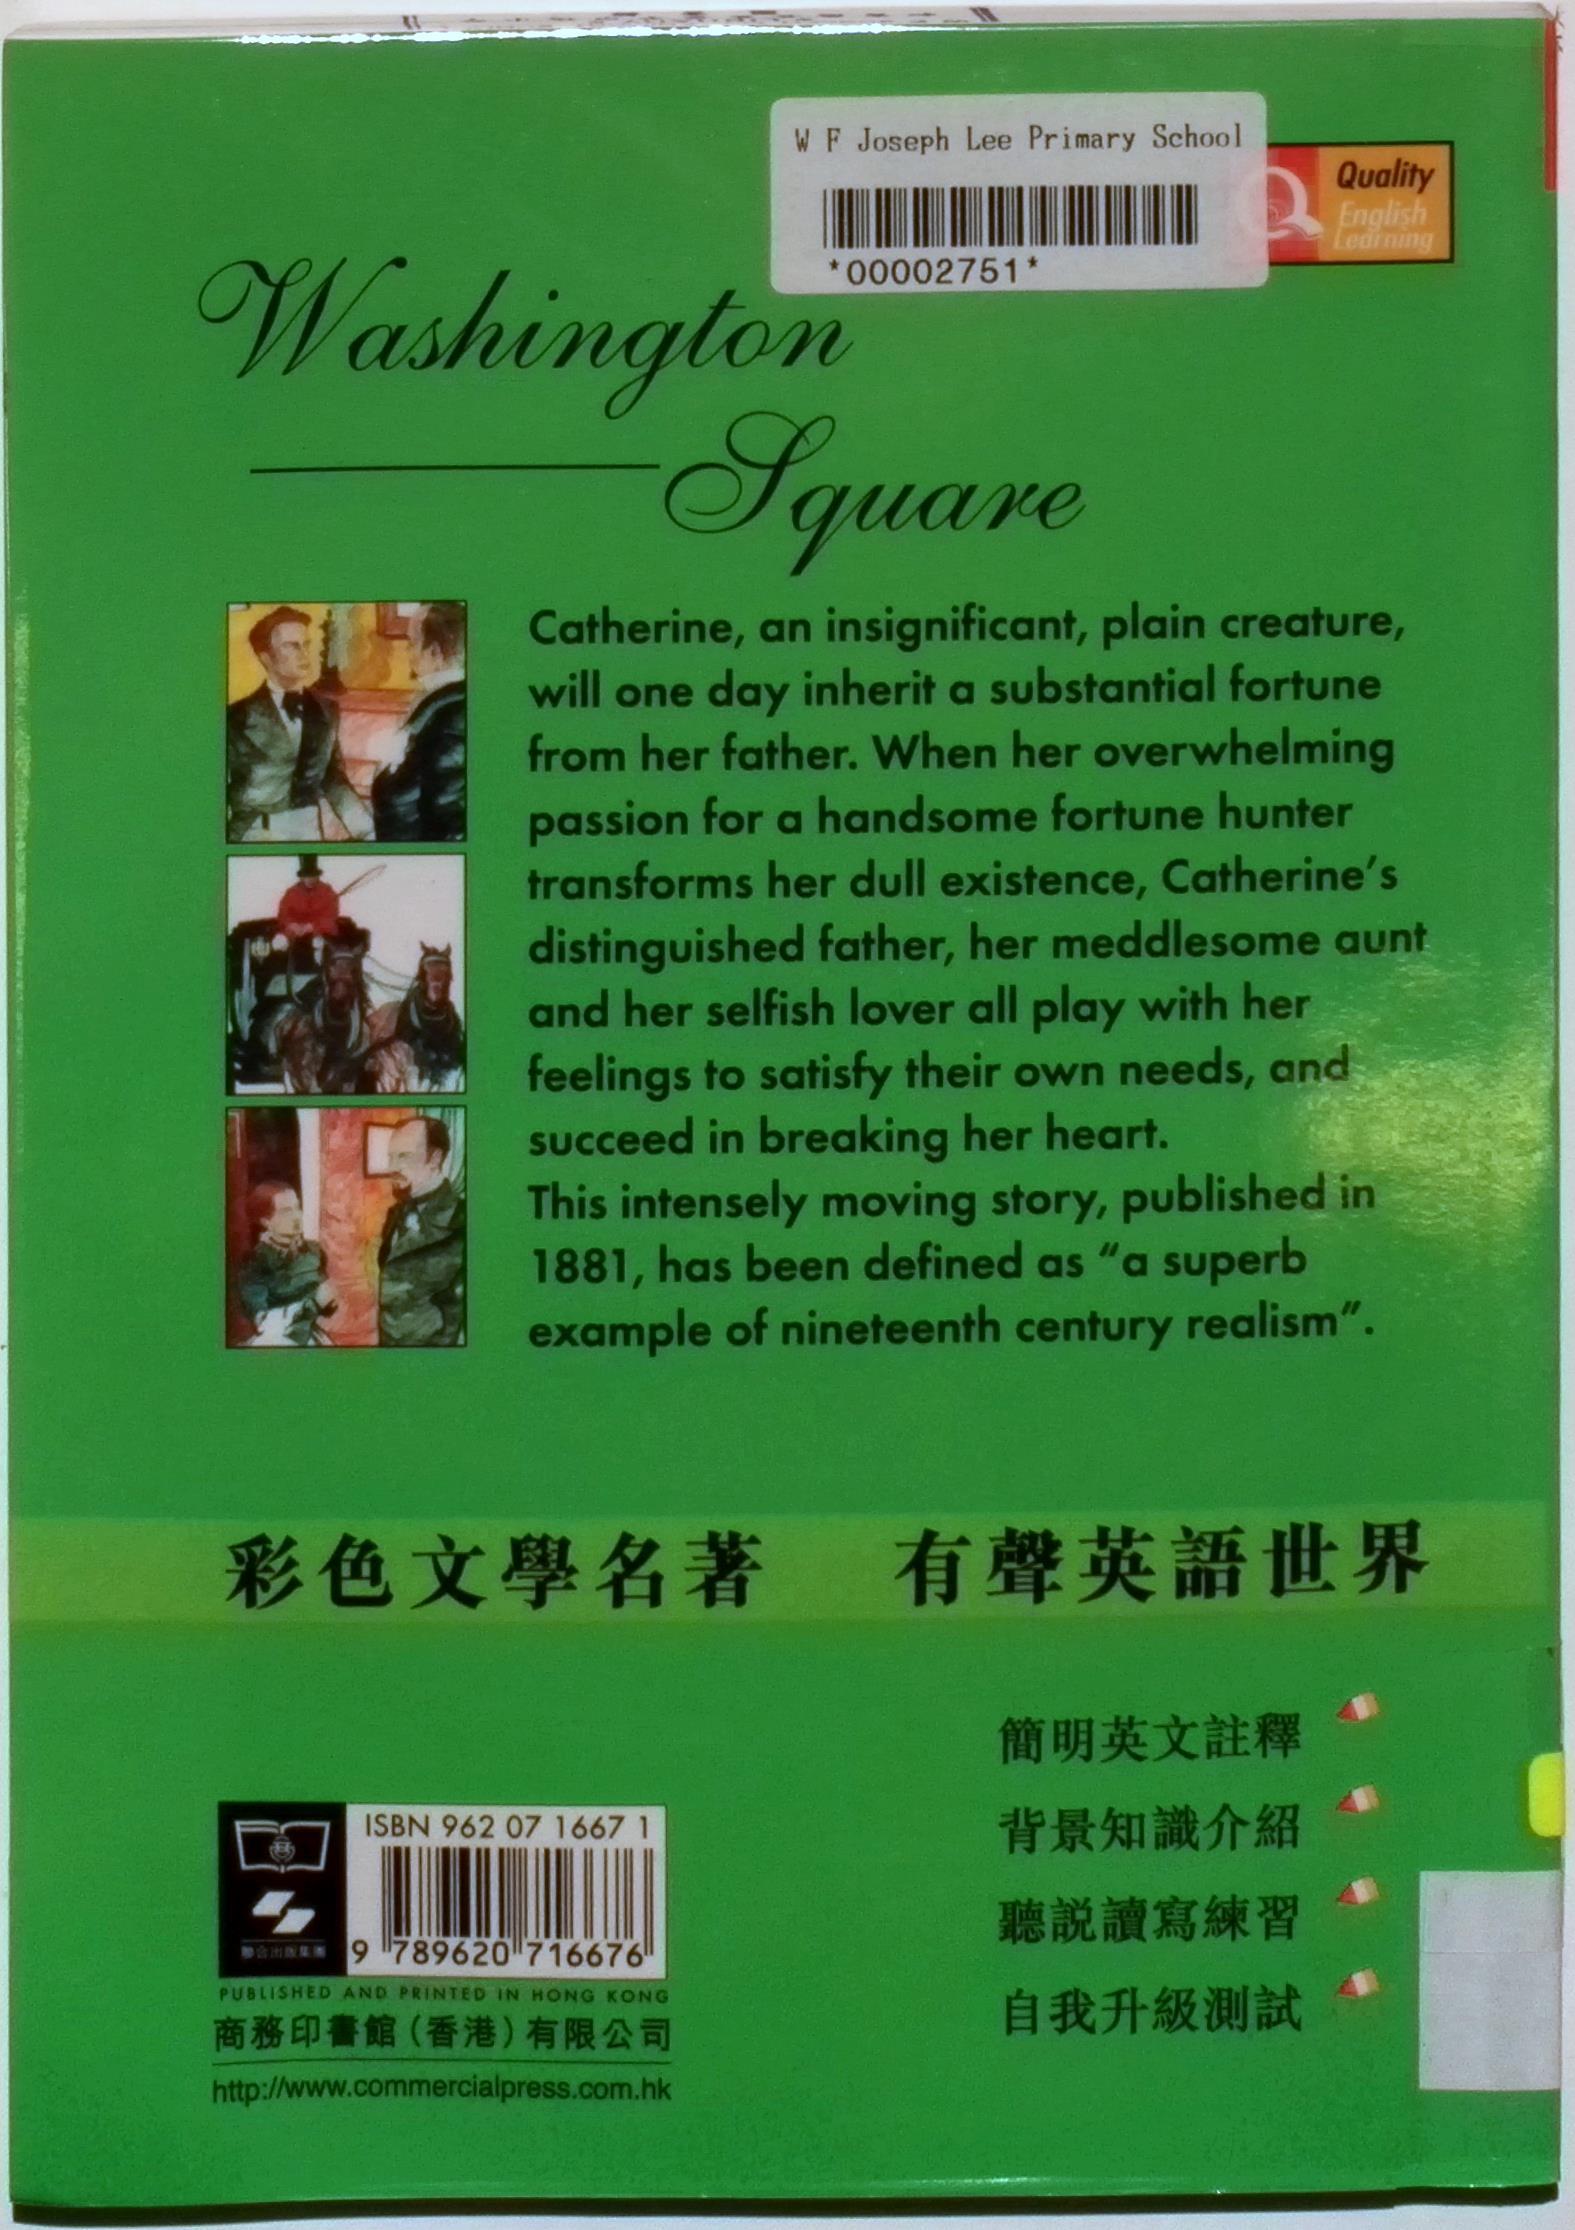 W F Joseph Lee Primary School
*00002751*
Quality
English
Learning
Washington
Square
Catherine, an insignificant, plain creature,
will one day inherit a substantial fortune
from her father. When her overwhelming
passion for a handsome fortune hunter
transforms her dull existence, Catherine's
distinguished father, her meddlesome aunt
and her selfish lover all play with her
feelings to satisfy their own needs, and
succeed in breaking her heart.
This intensely moving story, published in
1881, has been defined as “a superb
example of nineteenth century realism”.
彩色文學名著 有聲英語世界
簡明英文註釋
背景知識介紹
聽説讀寫練習
自我升級測試
ISBN 962 07 1667 1
9 789620 716676
聯合出版集團
PUBLISHED AND PRINTED IN HONG KONG
商務印書館（香港）有限公司
http://www.commercialpress.com.hk